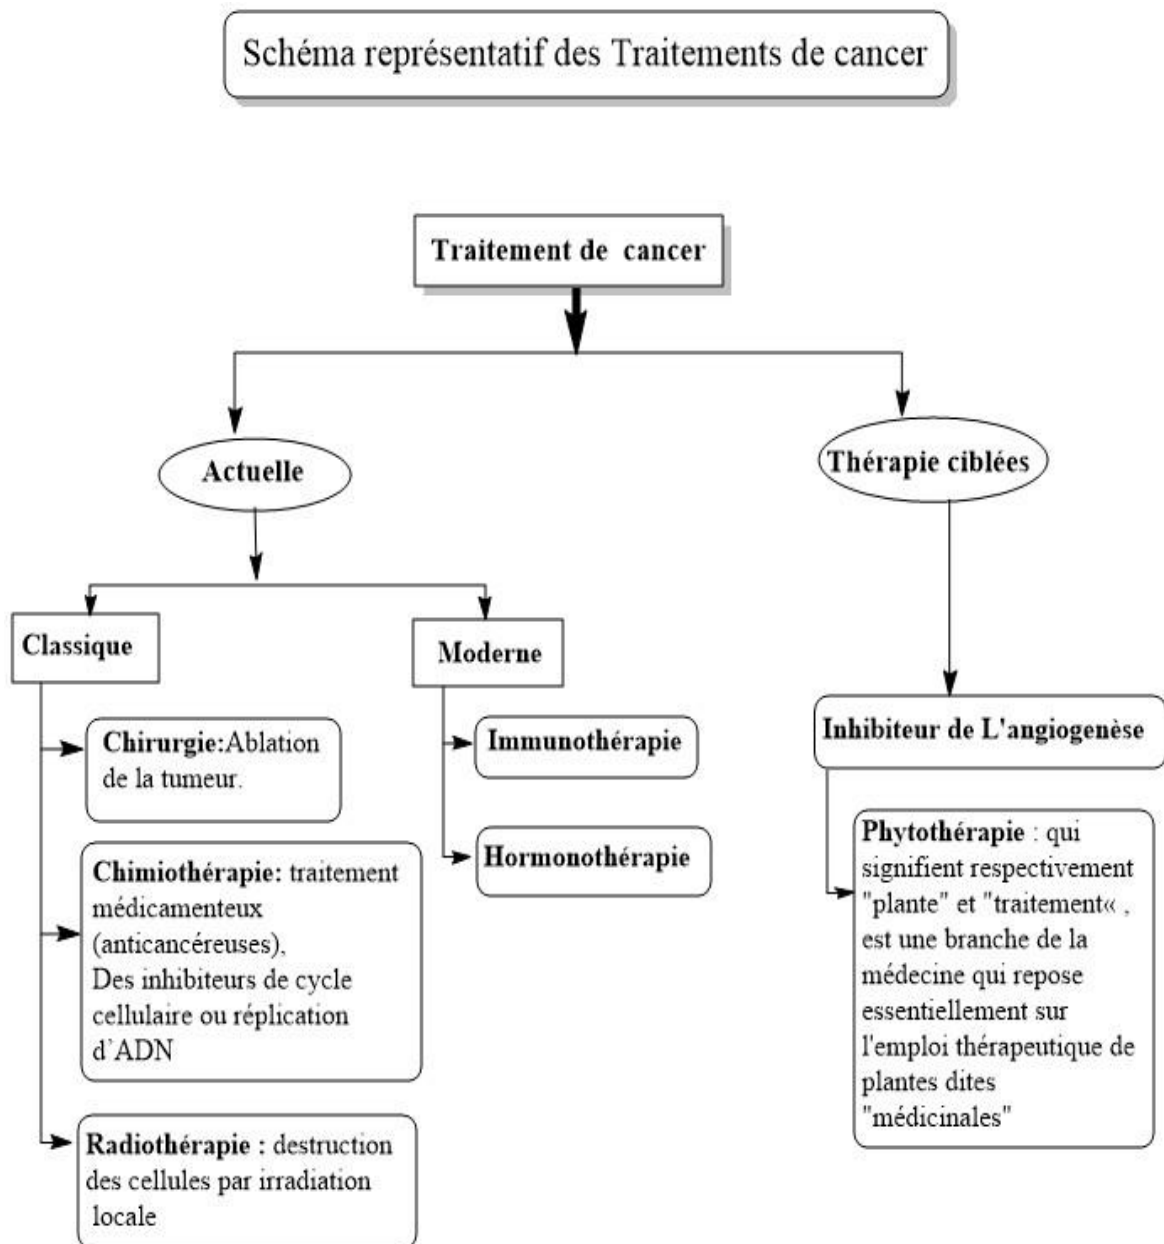 Schéma représentatif des Traitements de cancer
Traitement de cancer
Actuelle
Thérapie ciblées
Classique
Moderne
Chirurgie:Ablation
de la tumeur.
Chimiothérapie: traitement
médicamenteux
(anticancéreuses),
Des inhibiteurs de cycle
cellulaire ou réplication
d'ADN
Radiothérapie : destruction
des cellules par irradiation
locale
Immunothérapie
Hormonothérapie
Inhibiteur de L'angiogenèse
Phytothérapie : qui
signifient respectivement
"plante" et "traitement« ,
est une branche de la
médecine qui repose
essentiellement sur
l'emploi thérapeutique de
plantes dites
"médicinales"